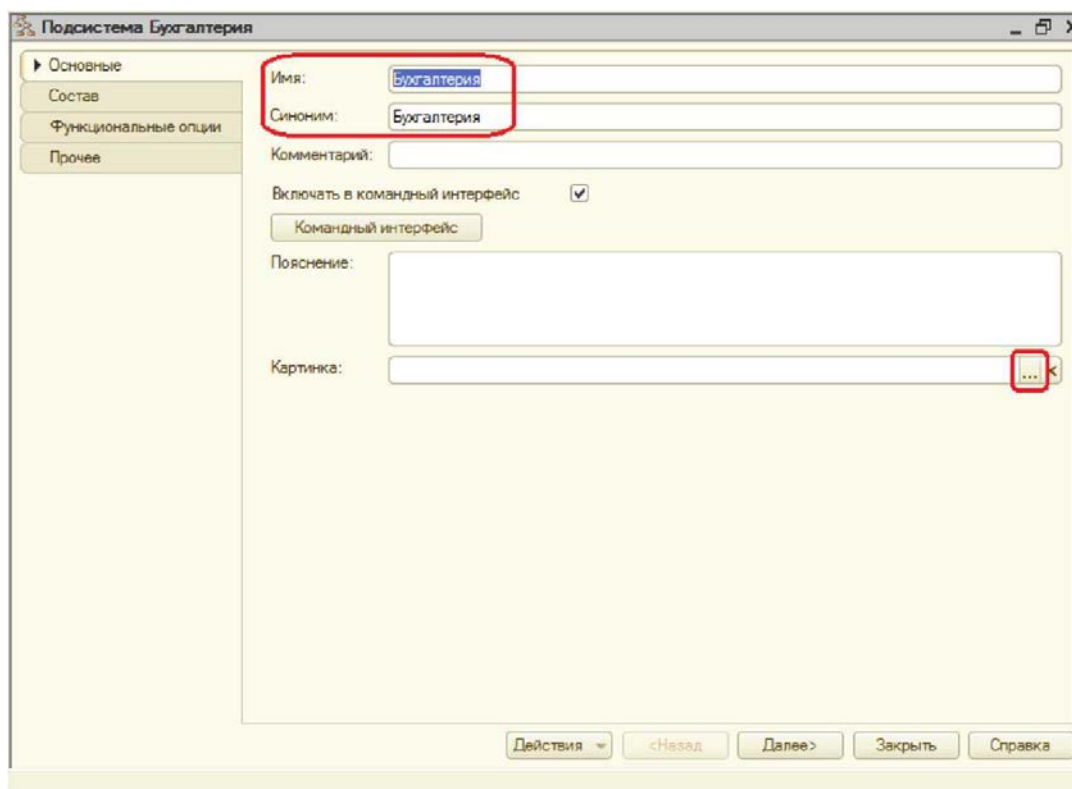 Подсистема Бухгалтерия
Основные
Состав
Функциональные опции
Прочее
Имя: Бухгалтерия
Синоним: Бухгалтерия
Комментарий:
Включать в командный интерфейс
Командный интерфейс
Пояснение:
Картинка: ...
Действия <Назад Далее> Закрыть Справка